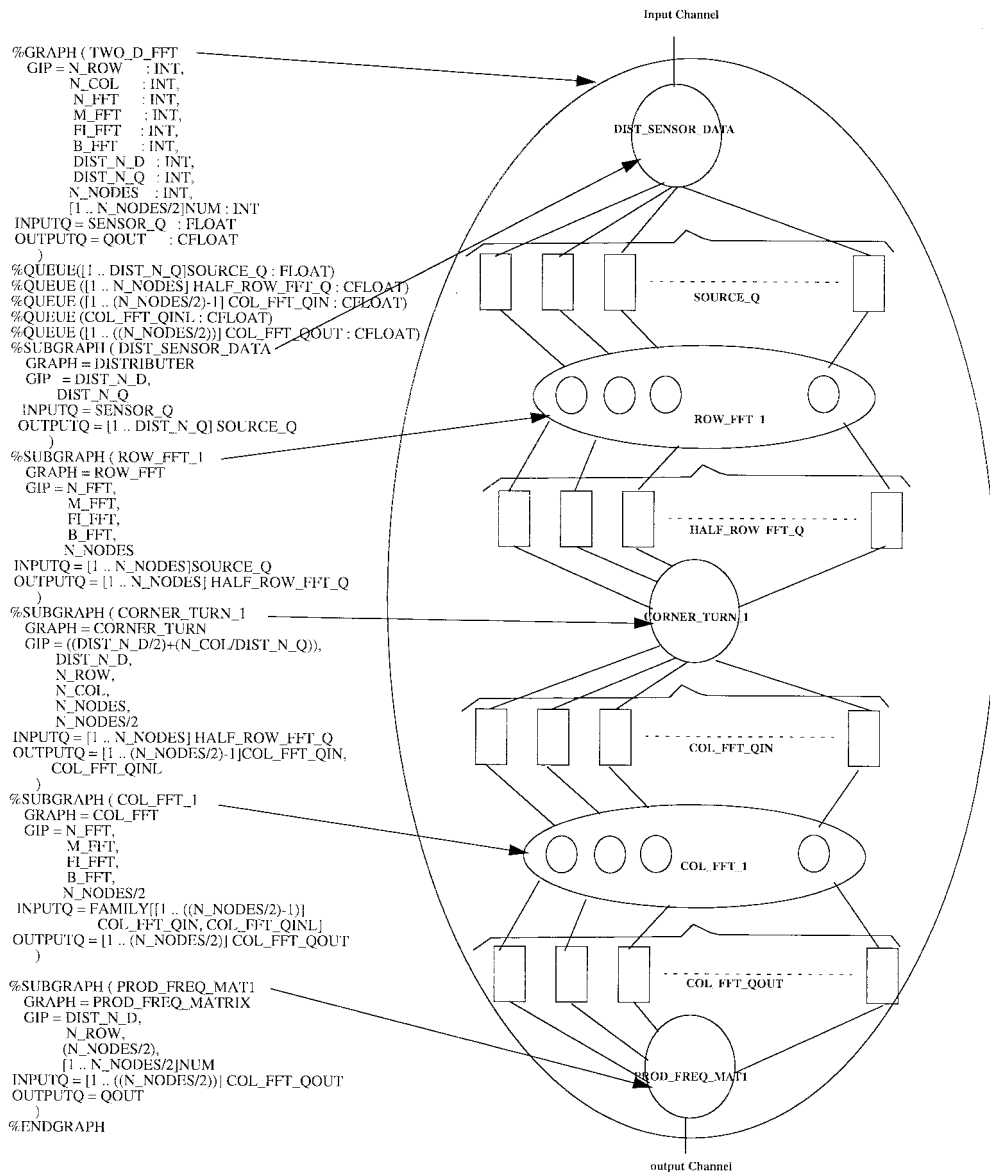 %GRAPH ( TWO_D_FFT
GIP = N_ROW : INT,
N_COL : INT,
N_FFT : INT,
M_FFT : INT,
FI_FFT : INT,
B_FFT : INT,
DIST_N_D : INT,
DIST_N_Q : INT,
N_NODES : INT,
[1 .. N_NODES/2]NUM : INT
INPUTQ = SENSOR_Q : FLOAT
OUTPUTQ = QOUT : CFLOAT
)
%QUEUE([1 .. DIST_N_Q]SOURCE_Q : FLOAT)
%QUEUE ([1 .. N_NODES] HALF_ROW_FFT_Q : CFLOAT)
%QUEUE ([1 .. (N_NODES/2)-1] COL_FFT_QIN : CFLOAT)
%QUEUE (COL_FFT_QINL : CFLOAT)
%QUEUE ([1 .. ((N_NODES/2))] COL_FFT_QOUT : CFLOAT)
%SUBGRAPH ( DIST_SENSOR_DATA
GRAPH = DISTRIBUTER
GIP = DIST_N_D,
DIST_N_Q
INPUTQ = SENSOR_Q
OUTPUTQ = [1 .. DIST_N_Q] SOURCE_Q
)
%SUBGRAPH ( ROW_FFT_1
GRAPH = ROW_FFT
GIP = N_FFT,
M_FFT,
FI_FFT,
B_FFT,
N_NODES
INPUTQ = [1 .. N_NODES]SOURCE_Q
OUTPUTQ = [1 .. N_NODES] HALF_ROW_FFT_Q
)
%SUBGRAPH ( CORNER_TURN_1
GRAPH = CORNER_TURN
GIP = ((DIST_N_D/2)+(N_COL/DIST_N_Q)),
DIST_N_D,
N_ROW,
N_COL,
N_NODES,
N_NODES/2
INPUTQ = [1 .. N_NODES] HALF_ROW_FFT_Q
OUTPUTQ = [1 .. (N_NODES/2)-1]COL_FFT_QIN,
COL_FFT_QINL
)
%SUBGRAPH ( COL_FFT_1
GRAPH = COL_FFT
GIP = N_FFT,
M_FFT,
FI_FFT,
B_FFT,
N_NODES/2
INPUTQ = FAMILY[[1 .. ((N_NODES/2)-1)]
COL_FFT_QIN, COL_FFT_QINL]
OUTPUTQ = [1 .. (N_NODES/2)] COL_FFT_QOUT
)
%SUBGRAPH ( PROD_FREQ_MAT1
GRAPH = PROD_FREQ_MATRIX
GIP = DIST_N_D,
N_ROW,
(N_NODES/2),
[1 .. N_NODES/2]NUM
INPUTQ = [1 .. ((N_NODES/2))] COL_FFT_QOUT
OUTPUTQ = QOUT
)
%ENDGRAPH
Input Channel
DIST_SENSOR_DATA
SOURCE_Q
ROW_FFT_1
HALF_ROW_FFT_Q
CORNER_TURN_1
COL_FFT_QIN
COL_FFT_1
COL_FFT_QOUT
PROD_FREQ_MAT1
output Channel